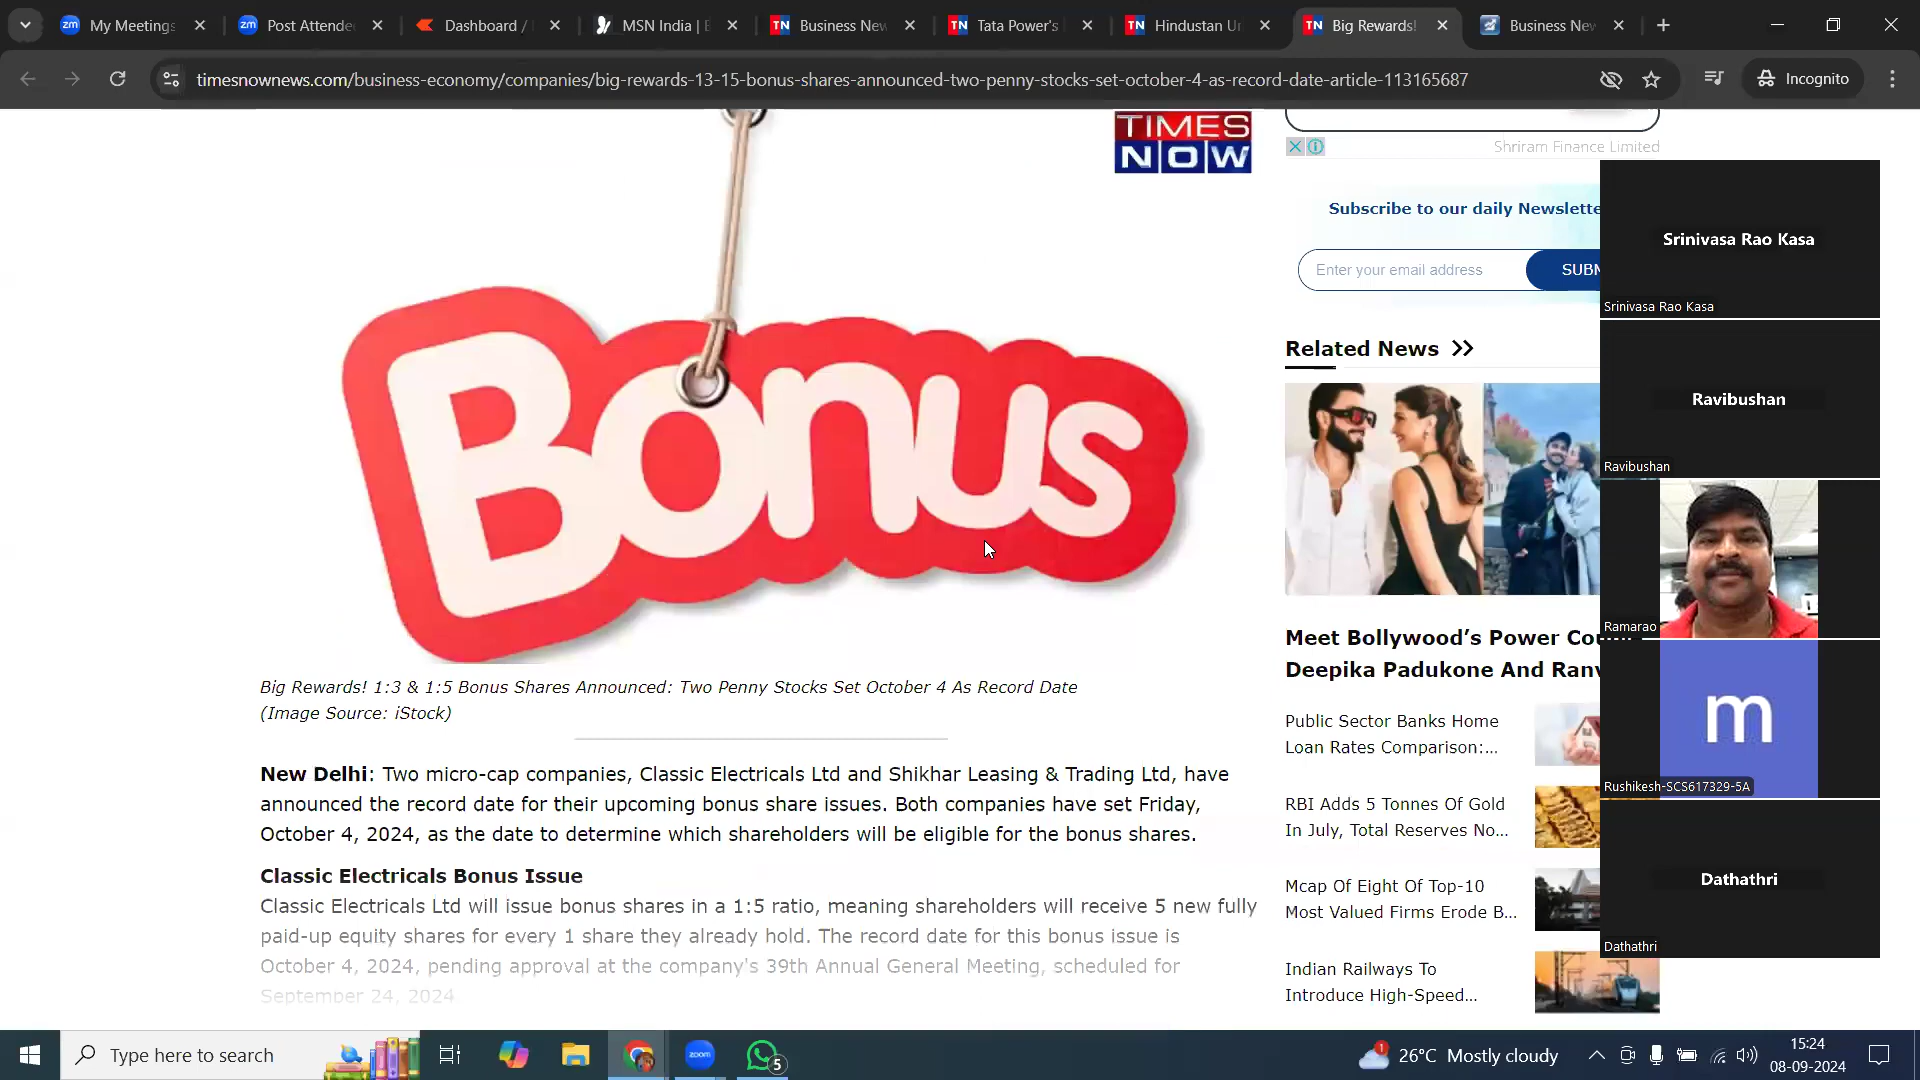 My Meetings
Post Attende
Dashboard /
MSN India | E
Business New
Tata Power's
Hindustan Un
Big Rewards!
Business New
timesnownews.com/business-economy/companies/big-rewards-13-15-bonus-shares-announced-two-penny-stocks-set-october-4-as-record-date-article-113165687
Incognito
TIMES
NOW
Shriram Finance Limited
Subscribe to our daily Newslette
Enter your email address
SUBM
Related News
Bonus
Big Rewards! 1:3 & 1:5 Bonus Shares Announced: Two Penny Stocks Set October 4 As Record Date
(Image Source: iStock)
New Delhi: Two micro-cap companies, Classic Electricals Ltd and Shikhar Leasing & Trading Ltd, have
announced the record date for their upcoming bonus share issues. Both companies have set Friday,
October 4, 2024, as the date to determine which shareholders will be eligible for the bonus shares.
Classic Electricals Bonus Issue
Classic Electricals Ltd will issue bonus shares in a 1:5 ratio, meaning shareholders will receive 5 new fully
paid-up equity shares for every 1 share they already hold. The record date for this bonus issue is
October 4, 2024, pending approval at the company's 39th Annual General Meeting, scheduled for
September 24, 2024.
Meet Bollywood's Power Cou
Deepika Padukone And Ranv
Public Sector Banks Home
Loan Rates Comparison:...
RBI Adds 5 Tonnes Of Gold
In July, Total Reserves No...
Mcap Of Eight Of Top-10
Most Valued Firms Erode B...
Indian Railways To
Introduce High-Speed...
Srinivasa Rao Kasa
Srinivasa Rao Kasa
Ravibushan
Ravibushan
Ramarao
m
Rushikesh-SCS617329-5A
Dathathri
Dathathri
Type here to search
zoom
5
1
26°C Mostly cloudy
15:24
08-09-2024